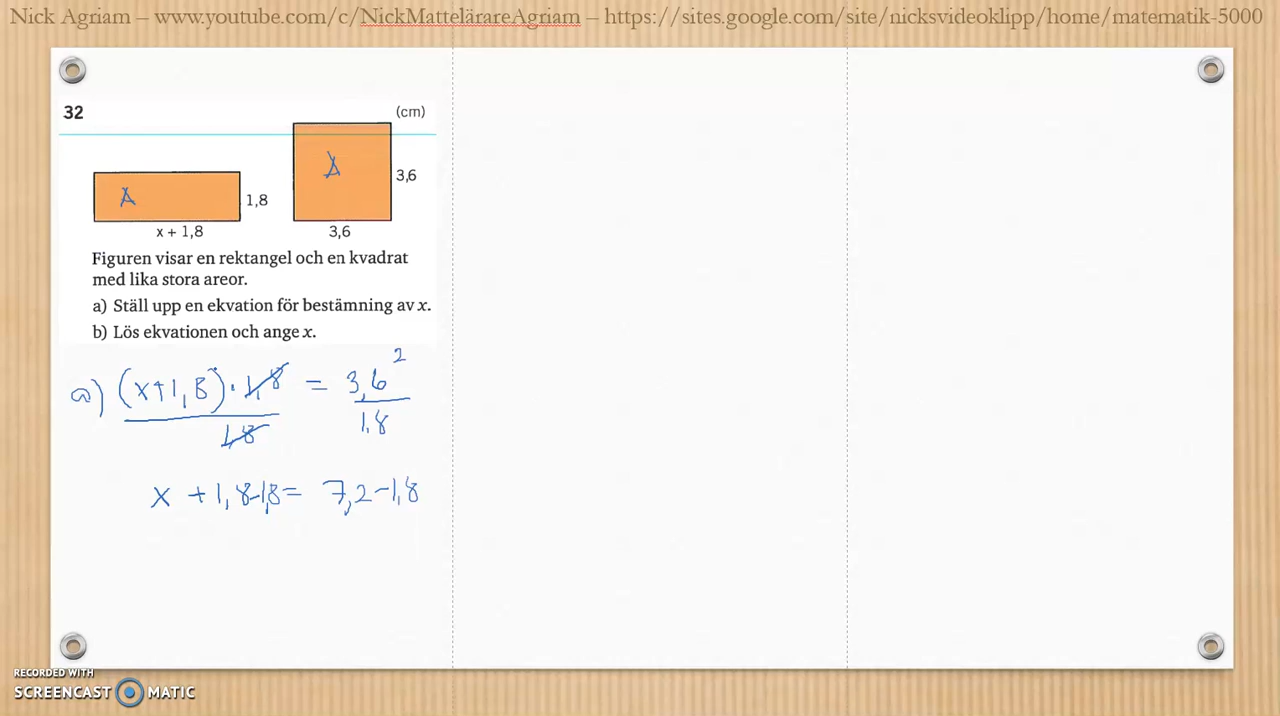 Nick Agriam – www.youtube.com/c/NickMattelärareAgriam – https://sites.google.com/site/nicksvideoklipp/home/matematik-5000
32
(cm)
A
A
3,6
1,8
x + 1,8
3,6
Figuren visar en rektangel och en kvadrat
med lika stora areor.
a) Ställ upp en ekvation för bestämning av x.
b) Lös ekvationen och ange x.
a) (x+1,8)·1,8 / 1,8 = 3,6² / 1,8
x + 1,8-1,8 = 7,2-1,8
RECORDED WITH
SCREENCAST MATIC